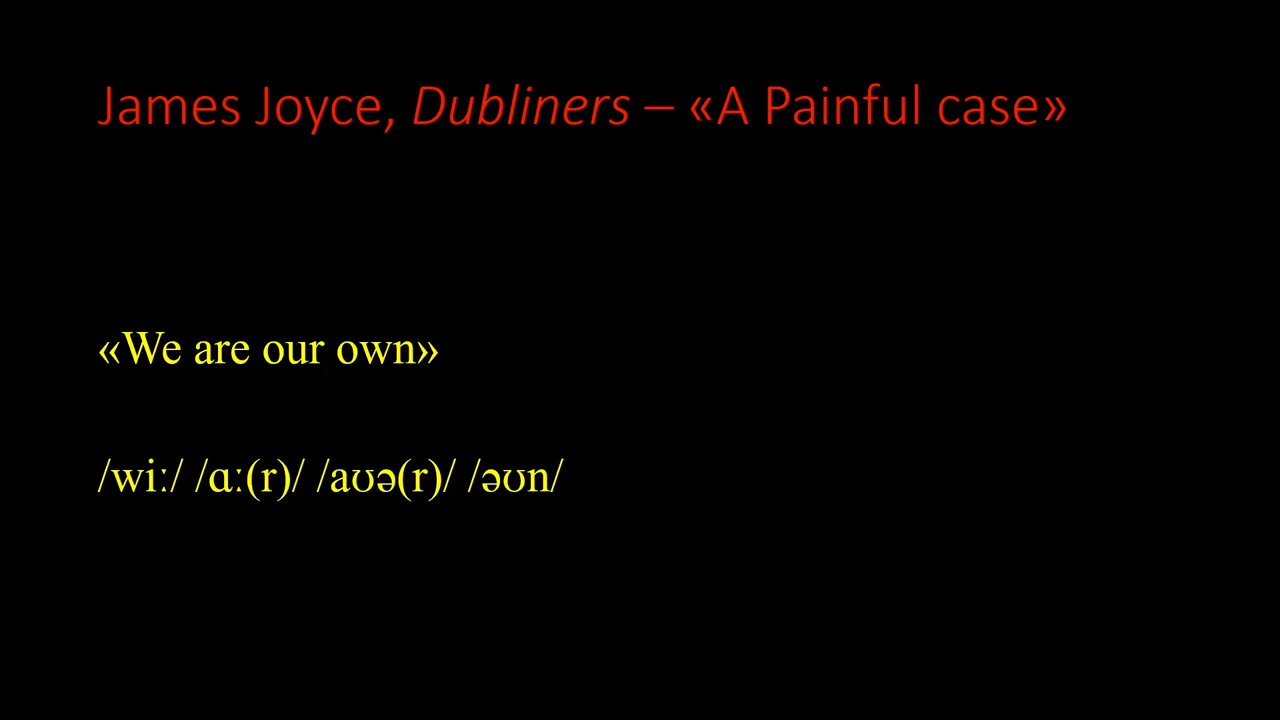 James Joyce, Dubliners – «A Painful case»
«We are our own»
/wiː/ /ɑː(r)/ /aʊə(r)/ /əʊn/